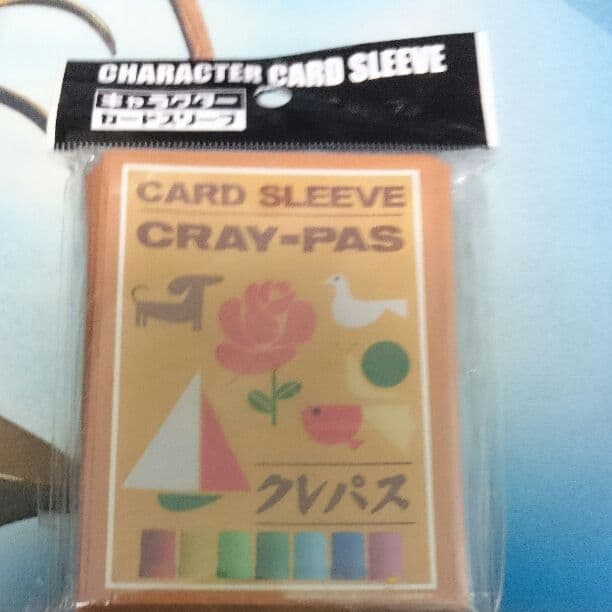 CHARACTER CARD SLEEVE
キャラクター
カードスリーブ
CARD SLEEVE
CRAY-PAS
クレパス